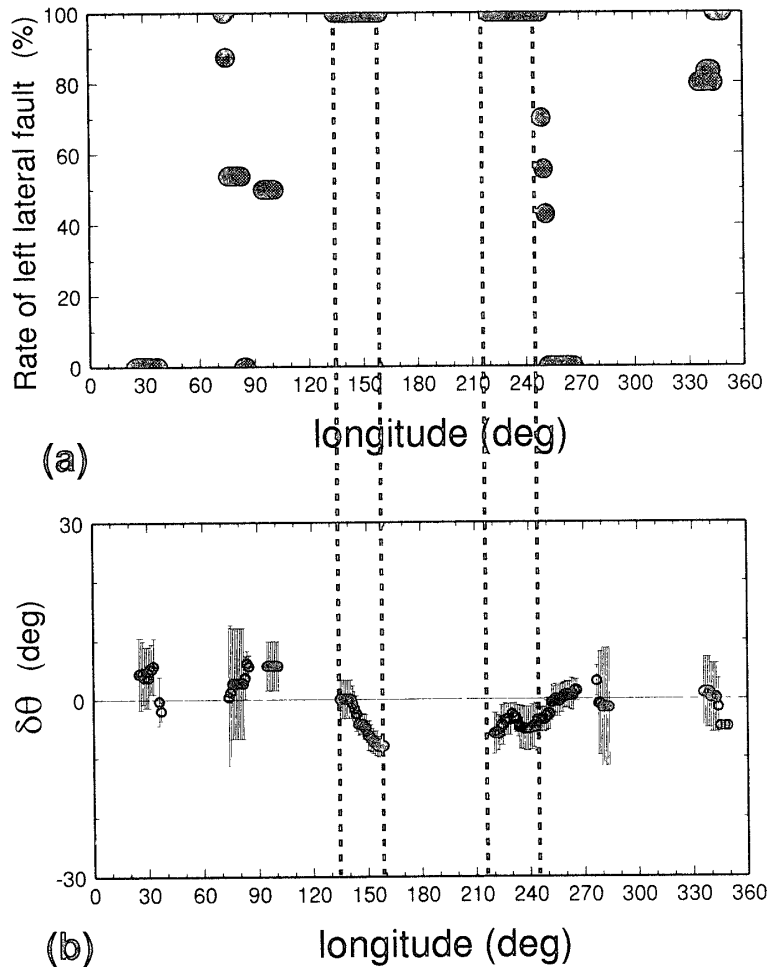 Rate of left lateral fault (%)
100
80
60
40
20
0
0 30 60 90 120 150 180 210 240 270 300 330 360
longitude (deg)
(a)
δθ (deg)
30
0
-30
0 30 60 90 120 150 180 210 240 270 300 330 360
longitude (deg)
(b)